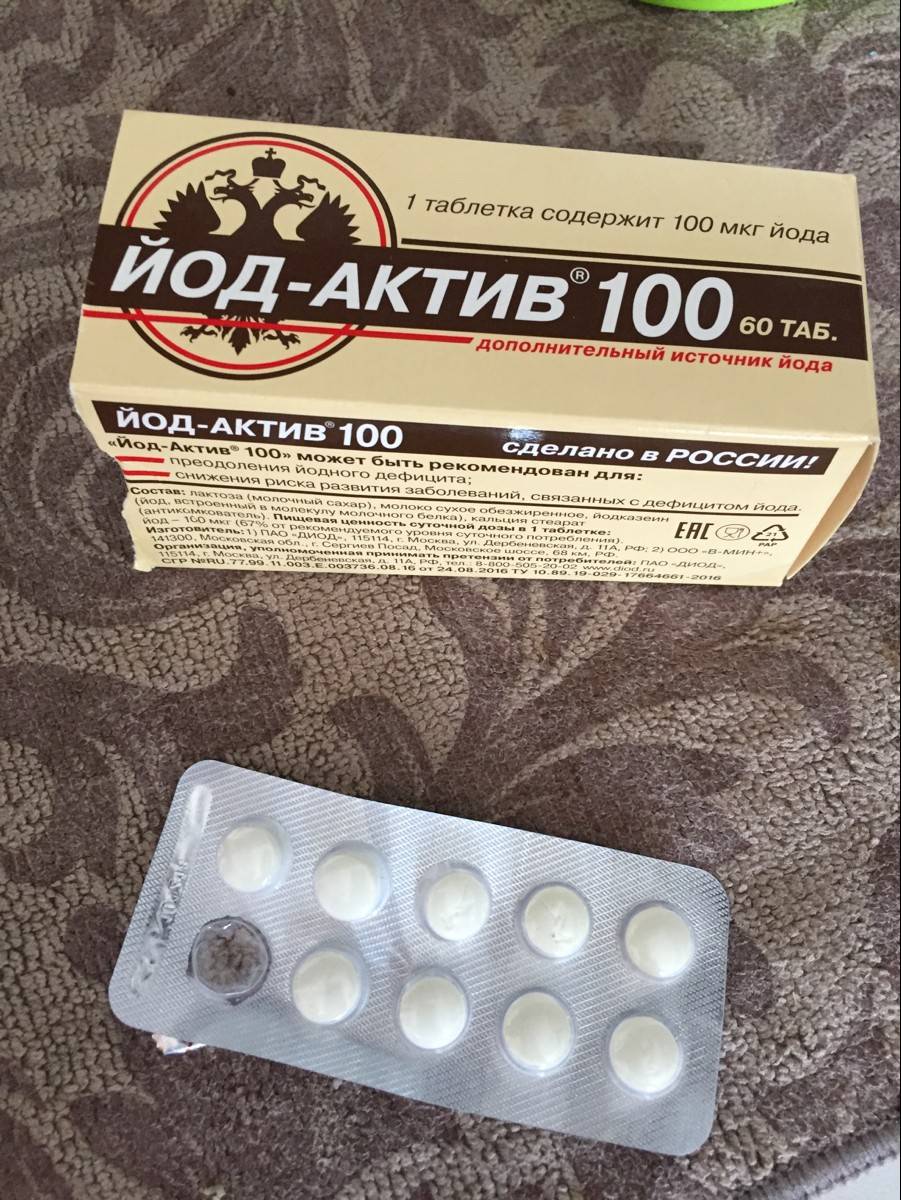 1 таблетка содержит 100 мкг йода
ЙОД-АКТИВ® 100 60 ТАБ.
дополнительный источник йода
ЙОД-АКТИВ® 100 сделано в РОССИИ!
«Йод-Актив® 100» может быть рекомендован для:
преодоления йодного дефицита;
снижения риска развития заболеваний, связанных с дефицитом йода.
Состав: лактоза (молочный сахар), молоко сухое обезжиренное, йодказеин
(йод, встроенный в молекулу молочного белка), кальция стеарат
(антикомкователь). Пищевая ценность суточной дозы в 1 таблетке:
йод – 100 мкг (67% от рекомендуемого уровня суточного потребления).
Изготовитель: 1) ПАО «ДИОД», 115114, г. Москва, ул. Дербеневская, д. 11А, РФ; 2) ООО «В-МИН+»,
141300, Московская обл., г. Сергиев Посад, Московское шоссе, 68 км, РФ.
Организация, уполномоченная принимать претензии от потребителей: ПАО «ДИОД»,
115114, г. Москва, ул. Дербеневская, д. 11А, РФ, тел.: 8-800-505-20-02 www.diod.ru
СГР №RU.77.99.11.003.Е.003736.08.16 от 24.08.2016 ТУ 10.89.19-029-17664661-2016
EAC
21
PAP